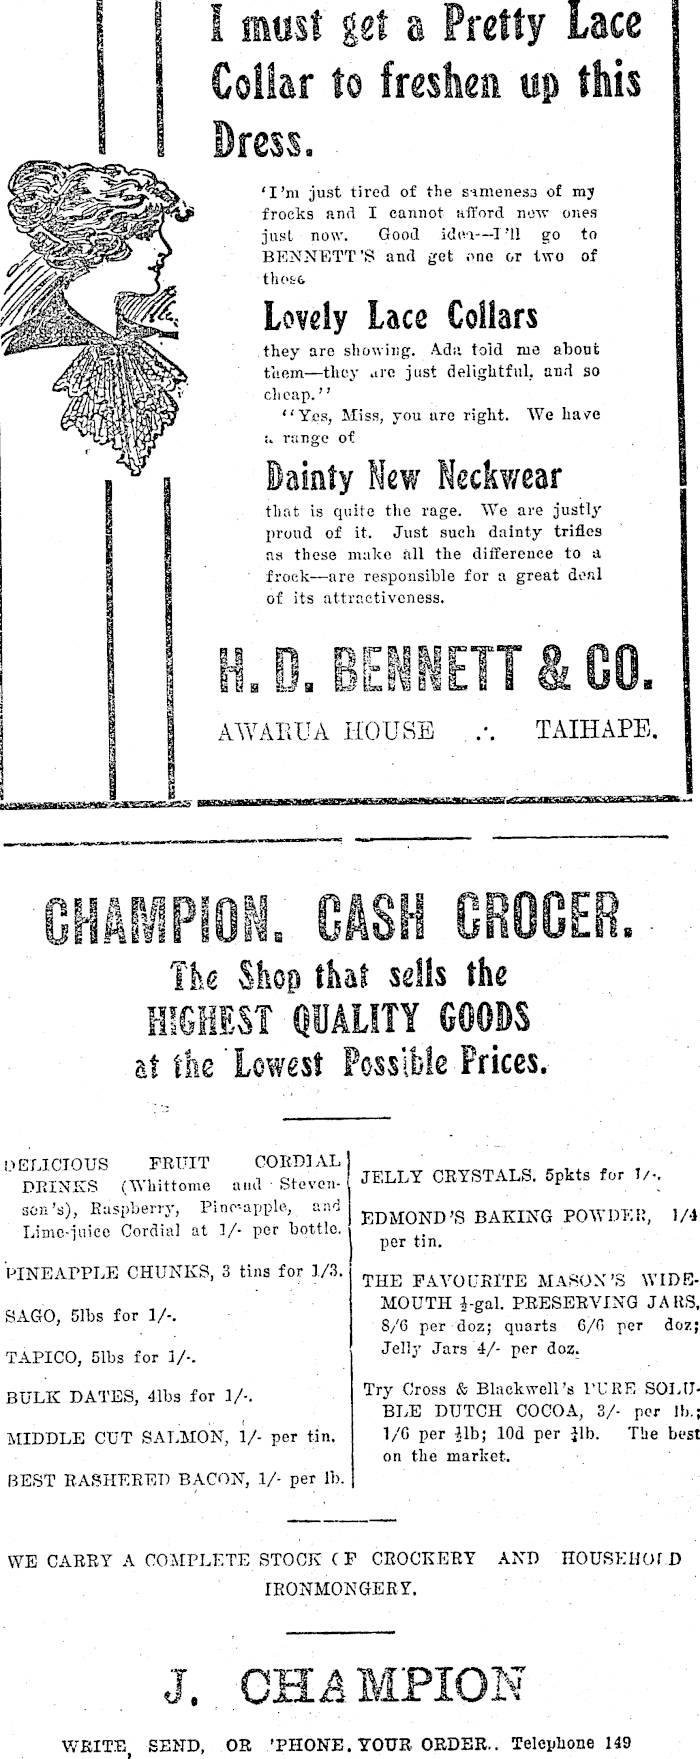 I must get a Pretty Lace
Collar to freshen up this
Dress.
'I'm just tired of the sameness of my
frocks and I cannot afford new ones
just now. Good idea--I'll go to
BENNETT'S and get one or two of
those
Lovely Lace Collars
they are showing. Ada told me about
them—they are just delightful, and so
cheap.''
''Yes, Miss, you are right. We have
a range of
Dainty New Neckwear
that is quite the rage. We are justly
proud of it. Just such dainty trifles
as these make all the difference to a
frock—are responsible for a great deal
of its attractiveness.
H. D. BENNETT & CO.
AWARUA HOUSE ∴ TAIHAPE.
CHAMPION. CASH GROCER.
The Shop that sells the
HIGHEST QUALITY GOODS
at the Lowest Possible Prices.
DELICIOUS FRUIT CORDIAL
DRINKS (Whittome and Steven-
son's), Raspberry, Pineapple, and
Lime-juice Cordial at 1/- per bottle.
PINEAPPLE CHUNKS, 3 tins for 1/3.
SAGO, 5lbs for 1/-.
TAPICO, 5lbs for 1/-.
BULK DATES, 4lbs for 1/-.
MIDDLE CUT SALMON, 1/- per tin.
BEST RASHERED BACON, 1/- per lb.
JELLY CRYSTALS. 5pkts for 1/-.
EDMOND'S BAKING POWDER, 1/4
per tin.
THE FAVOURITE MASON'S WIDE-
MOUTH ½-gal. PRESERVING JARS,
8/6 per doz; quarts 6/6 per doz;
Jelly Jars 4/- per doz.
Try Cross & Blackwell's PURE SOLU-
BLE DUTCH COCOA, 3/- per lb.;
1/6 per ½lb; 10d per ¼lb. The best
on the market.
WE CARRY A COMPLETE STOCK OF CROCKERY AND HOUSEHOLD
IRONMONGERY.
J. CHAMPION
WRITE, SEND, OR 'PHONE. YOUR ORDER.. Telephone 149